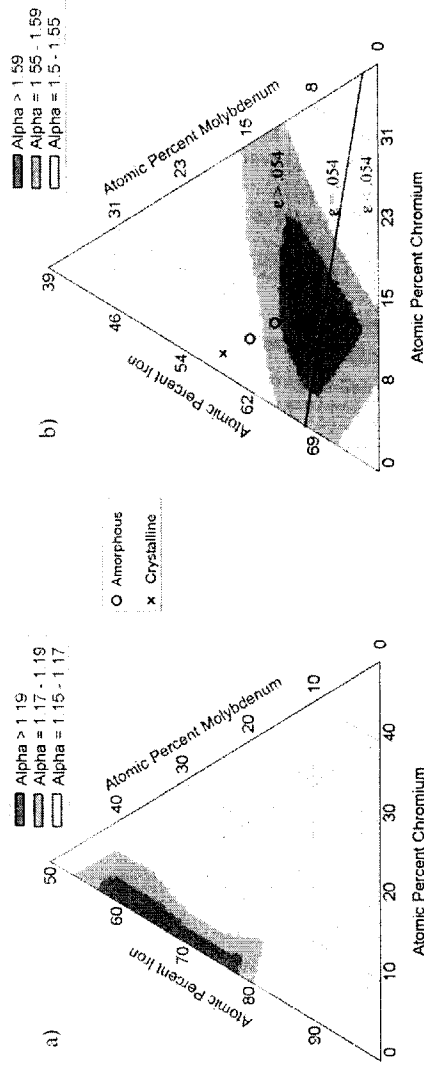 a)
Alpha > 1.19
Alpha = 1.17 - 1.19
Alpha = 1.15-1.17
50
60
70
80
90
Atomic Percent Iron
40
30
20
10
0
Atomic Percent Molybdenum
0
10
20
30
40
Atomic Percent Chromium
O Amorphous
× Crystalline
b)
Alpha > 1.59
Alpha = 1.55 - 1.59
Alpha = 1.5 - 1.55
39
46
54
62
69
Atomic Percent Iron
31
23
15
8
0
Atomic Percent Molybdenum
ε > .054
ε = .054
ε < .054
0
8
15
23
31
Atomic Percent Chromium